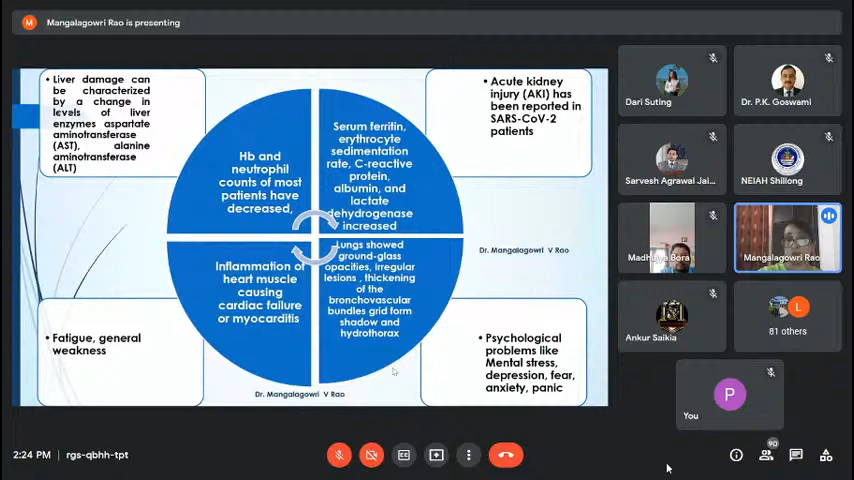 M Mangalagowri Rao is presenting
• Liver damage can
be characterized
by a change in
levels of liver
enzymes aspartate
aminotransferase
(AST), alanine
aminotransferase
(ALT)
• Acute kidney
injury (AKI) has
been reported in
SARS-CoV-2
patients
Hb and
neutrophil
counts of most
patients have
decreased,
Serum ferritin,
erythrocyte
sedimentation
rate, C-reactive
protein,
albumin, and
lactate
dehydrogenase
increased
Inflammation of
heart muscle
causing
cardiac failure
or myocarditis
Lungs showed
ground-glass
opacities, irregular
lesions , thickening
of the
bronchovascular
bundles grid form
shadow and
hydrothorax
Dr. Mangalagowri V Rao
• Fatigue, general
weakness
• Psychological
problems like
Mental stress,
depression, fear,
anxiety, panic
Dr. Mangalagowri V Rao
Dari Suting
Dr. P.K. Goswami
Sarvesh Agrawal Jai...
NEIAH Shillong
Madhulya Bora
Mangalagowri Rao
Ankur Saikia
L
81 others
P
You
2:24 PM | rgs-qbhh-tpt
90